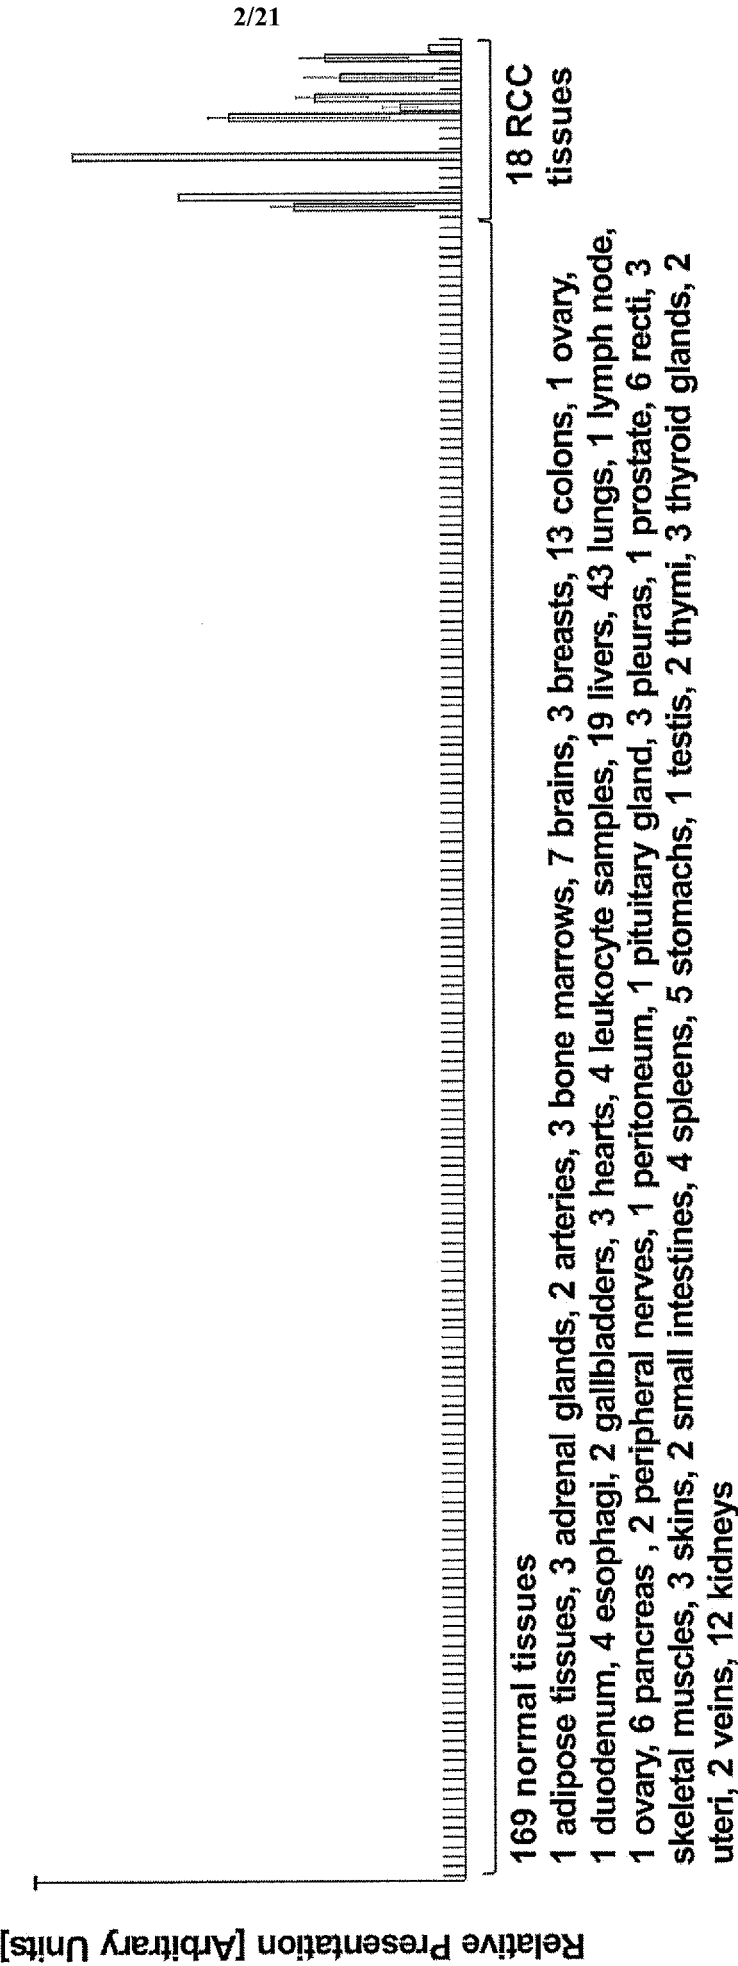 2/21
Relative Presentation [Arbitrary Units]
169 normal tissues
1 adipose tissues, 3 adrenal glands, 2 arteries, 3 bone marrows, 7 brains, 3 breasts, 13 colons, 1 ovary,
1 duodenum, 4 esophagi, 2 gallbladders, 3 hearts, 4 leukocyte samples, 19 livers, 43 lungs, 1 lymph node,
1 ovary, 6 pancreas , 2 peripheral nerves, 1 peritoneum, 1 pituitary gland, 3 pleuras, 1 prostate, 6 recti, 3
skeletal muscles, 3 skins, 2 small intestines, 4 spleens, 5 stomachs, 1 testis, 2 thymi, 3 thyroid glands, 2
uteri, 2 veins, 12 kidneys
18 RCC
tissues